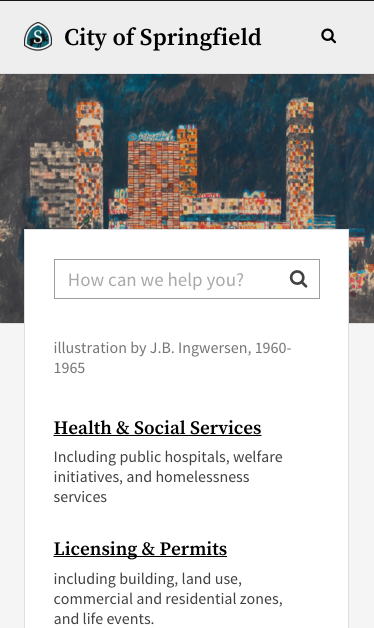 S City of Springfield
How can we help you?
illustration by J.B. Ingwersen, 1960-
1965
Health & Social Services
Including public hospitals, welfare
initiatives, and homelessness
services
Licensing & Permits
including building, land use,
commercial and residential zones,
and life events.